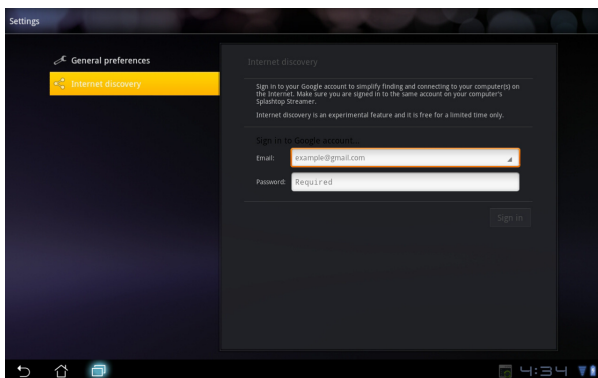 Settings
General preferences
Internet discovery
Internet discovery
Sign in to your Google account to simplify finding and connecting to your computer(s) on
the Internet. Make sure you are signed in to the same account on your computer's
Splashtop Streamer.
Internet discovery is an experimental feature and it is free for a limited time only.
Sign in to Google account...
Email: example@gmail.com
Password: Required
Sign in
4:34